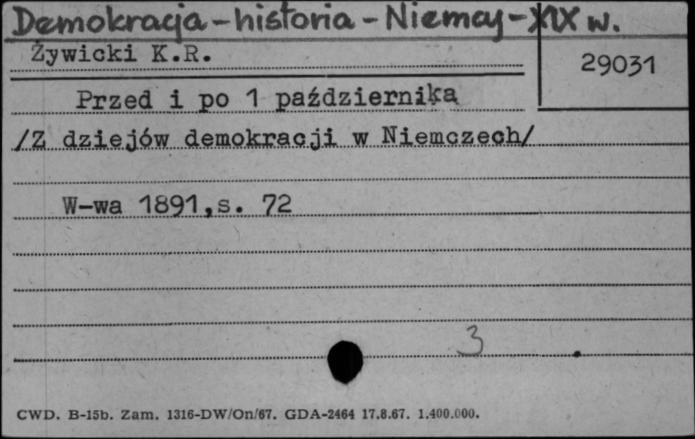 Demokracja - historia - Niemcy - XIX w.
Żywicki K.R.
29031
Przed i po 1 października
/Z dziejów demokracji w Niemczech/
W-wa 1891,s. 72
3
CWD. B-15b. Zam. 1316-DW/On/67. GDA-2464 17.8.67. 1.400.000.